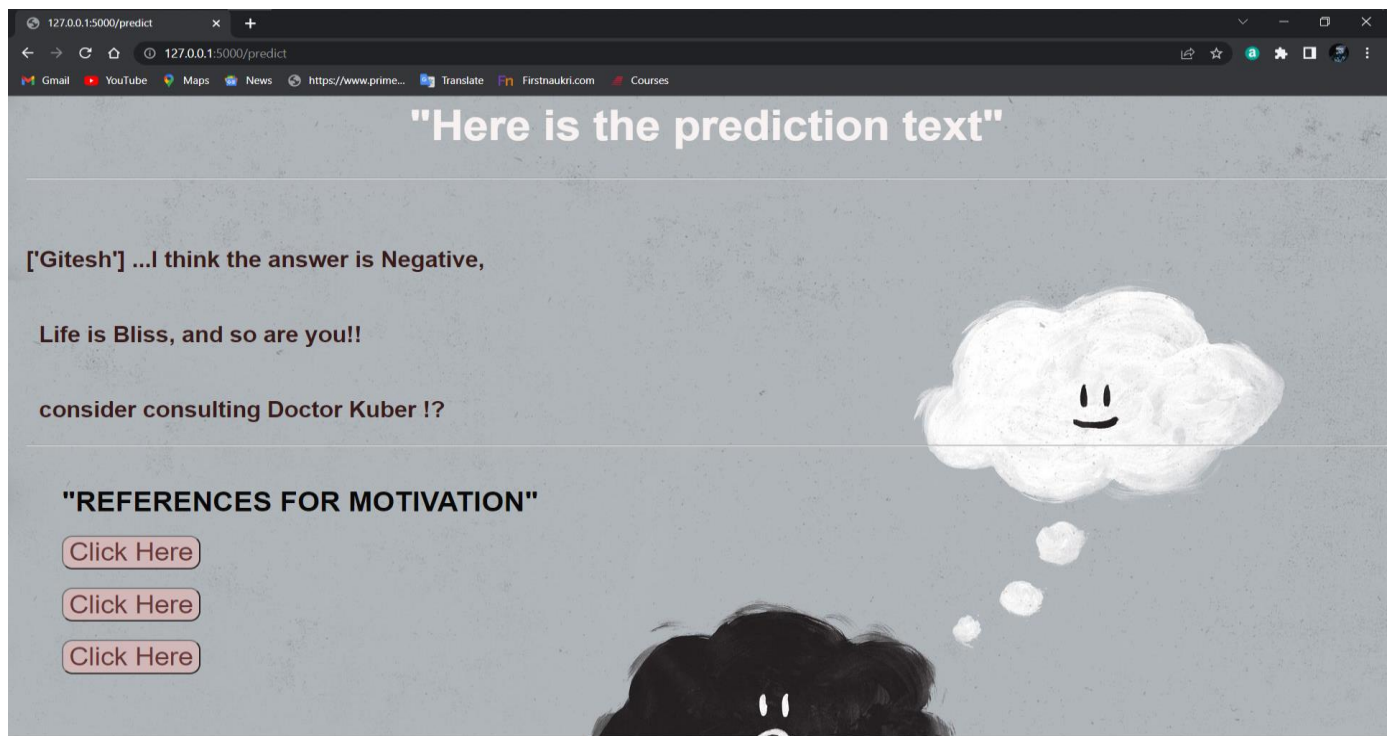 127.0.0.1:5000/predict
127.0.0.1:5000/predict
Gmail YouTube Maps News https://www.prime... Translate Firstnaukri.com Courses
"Here is the prediction text"
['Gitesh'] ...I think the answer is Negative,
Life is Bliss, and so are you!!
consider consulting Doctor Kuber !?
"REFERENCES FOR MOTIVATION"
Click Here
Click Here
Click Here